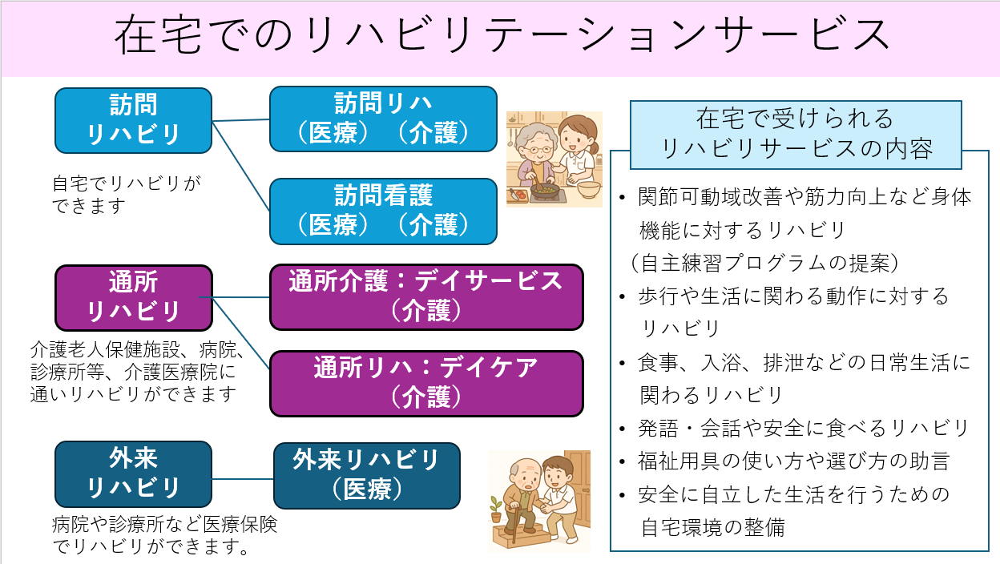 在宅でのリハビリテーションサービス
訪問
リハビリ
自宅でリハビリが
できます
訪問リハ
（医療）（介護）
訪問看護
（医療）（介護）
通所
リハビリ
介護老人保健施設、病院、
診療所等、介護医療院に
通いリハビリができます
通所介護：デイサービス
（介護）
通所リハ：デイケア
（介護）
外来
リハビリ
病院や診療所など医療保険
でリハビリができます。
外来リハビリ
（医療）
在宅で受けられる
リハビリサービスの内容
• 関節可動域改善や筋力向上など身体
機能に対するリハビリ
（自主練習プログラムの提案）
• 歩行や生活に関わる動作に対する
リハビリ
• 食事、入浴、排泄などの日常生活に
関わるリハビリ
• 発語・会話や安全に食べるリハビリ
• 福祉用具の使い方や選び方の助言
• 安全に自立した生活を行うための
自宅環境の整備